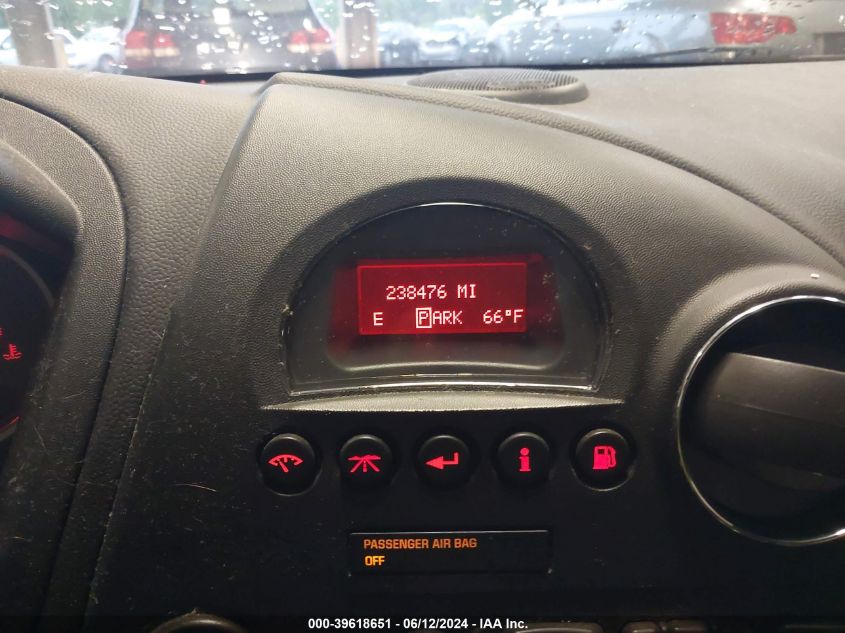 238476 MI
E PARK 66°F
i
PASSENGER AIR BAG
OFF
000-39618651 - 06/12/2024 - IAA Inc.